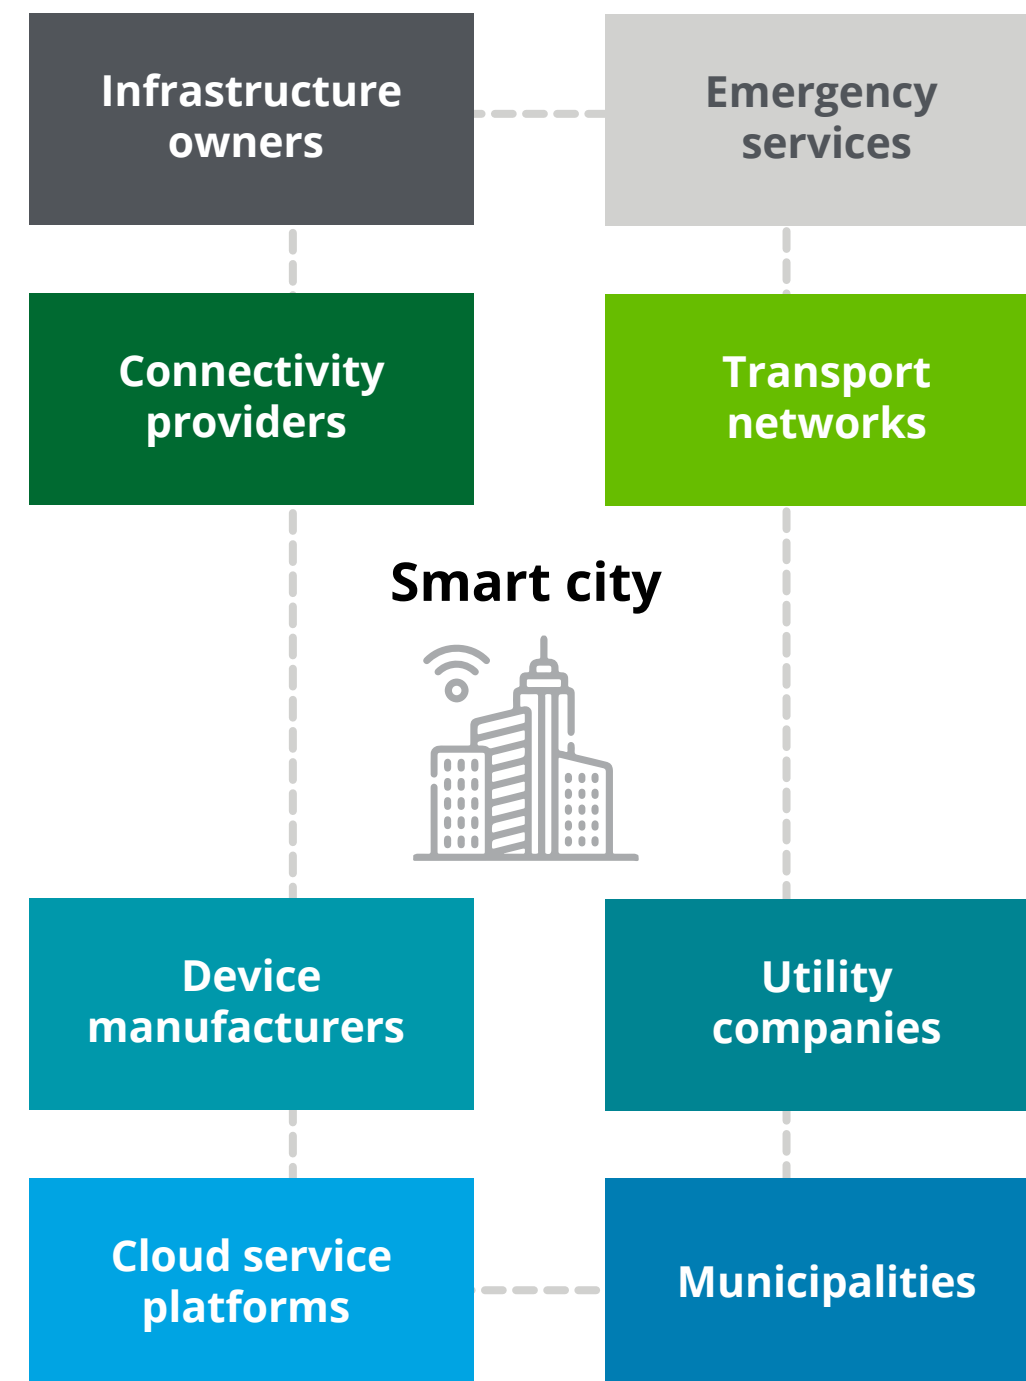 Infrastructure
owners
Emergency
services
Connectivity
providers
Transport
networks
Smart city
Device
manufacturers
Utility
companies
Cloud service
platforms
Municipalities